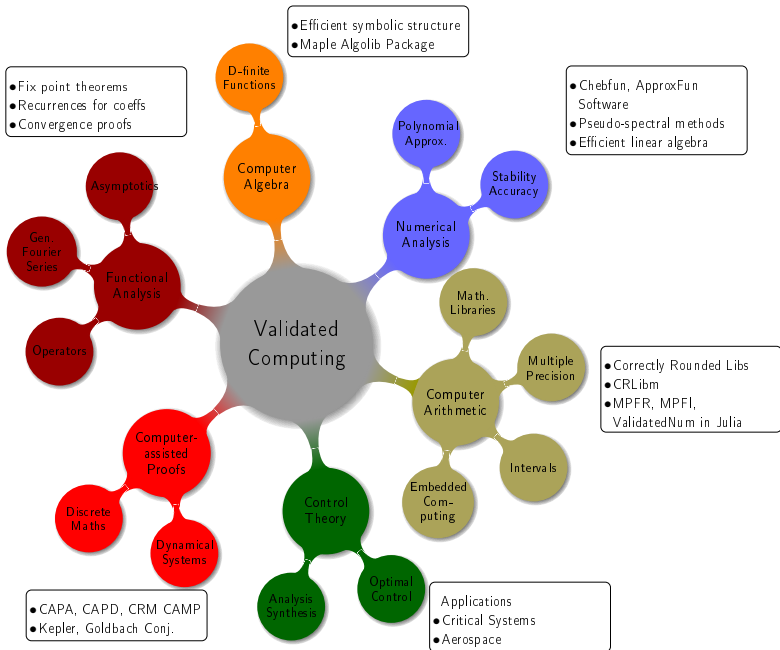 ● Efficient symbolic structure
● Maple Algolib Package
● Fix point theorems
● Recurrences for coeffs
● Convergence proofs
● Chebfun, ApproxFun
Software
● Pseudo-spectral methods
● Efficient linear algebra
D-finite
Functions
Computer
Algebra
Polynomial
Approx.
Stability
Accuracy
Numerical
Analysis
Asymptotics
Gen.
Fourier
Series
Functional
Analysis
Operators
Validated
Computing
Math.
Libraries
Multiple
Precision
Computer
Arithmetic
Intervals
Embedded
Com-
puting
● Correctly Rounded Libs
● CRLibm
● MPFR, MPFI,
ValidatedNum in Julia
Computer-
assisted
Proofs
Discrete
Maths
Dynamical
Systems
Control
Theory
Analysis
Synthesis
Optimal
Control
● CAPA, CAPD, CRM CAMP
● Kepler, Goldbach Conj.
Applications
● Critical Systems
● Aerospace